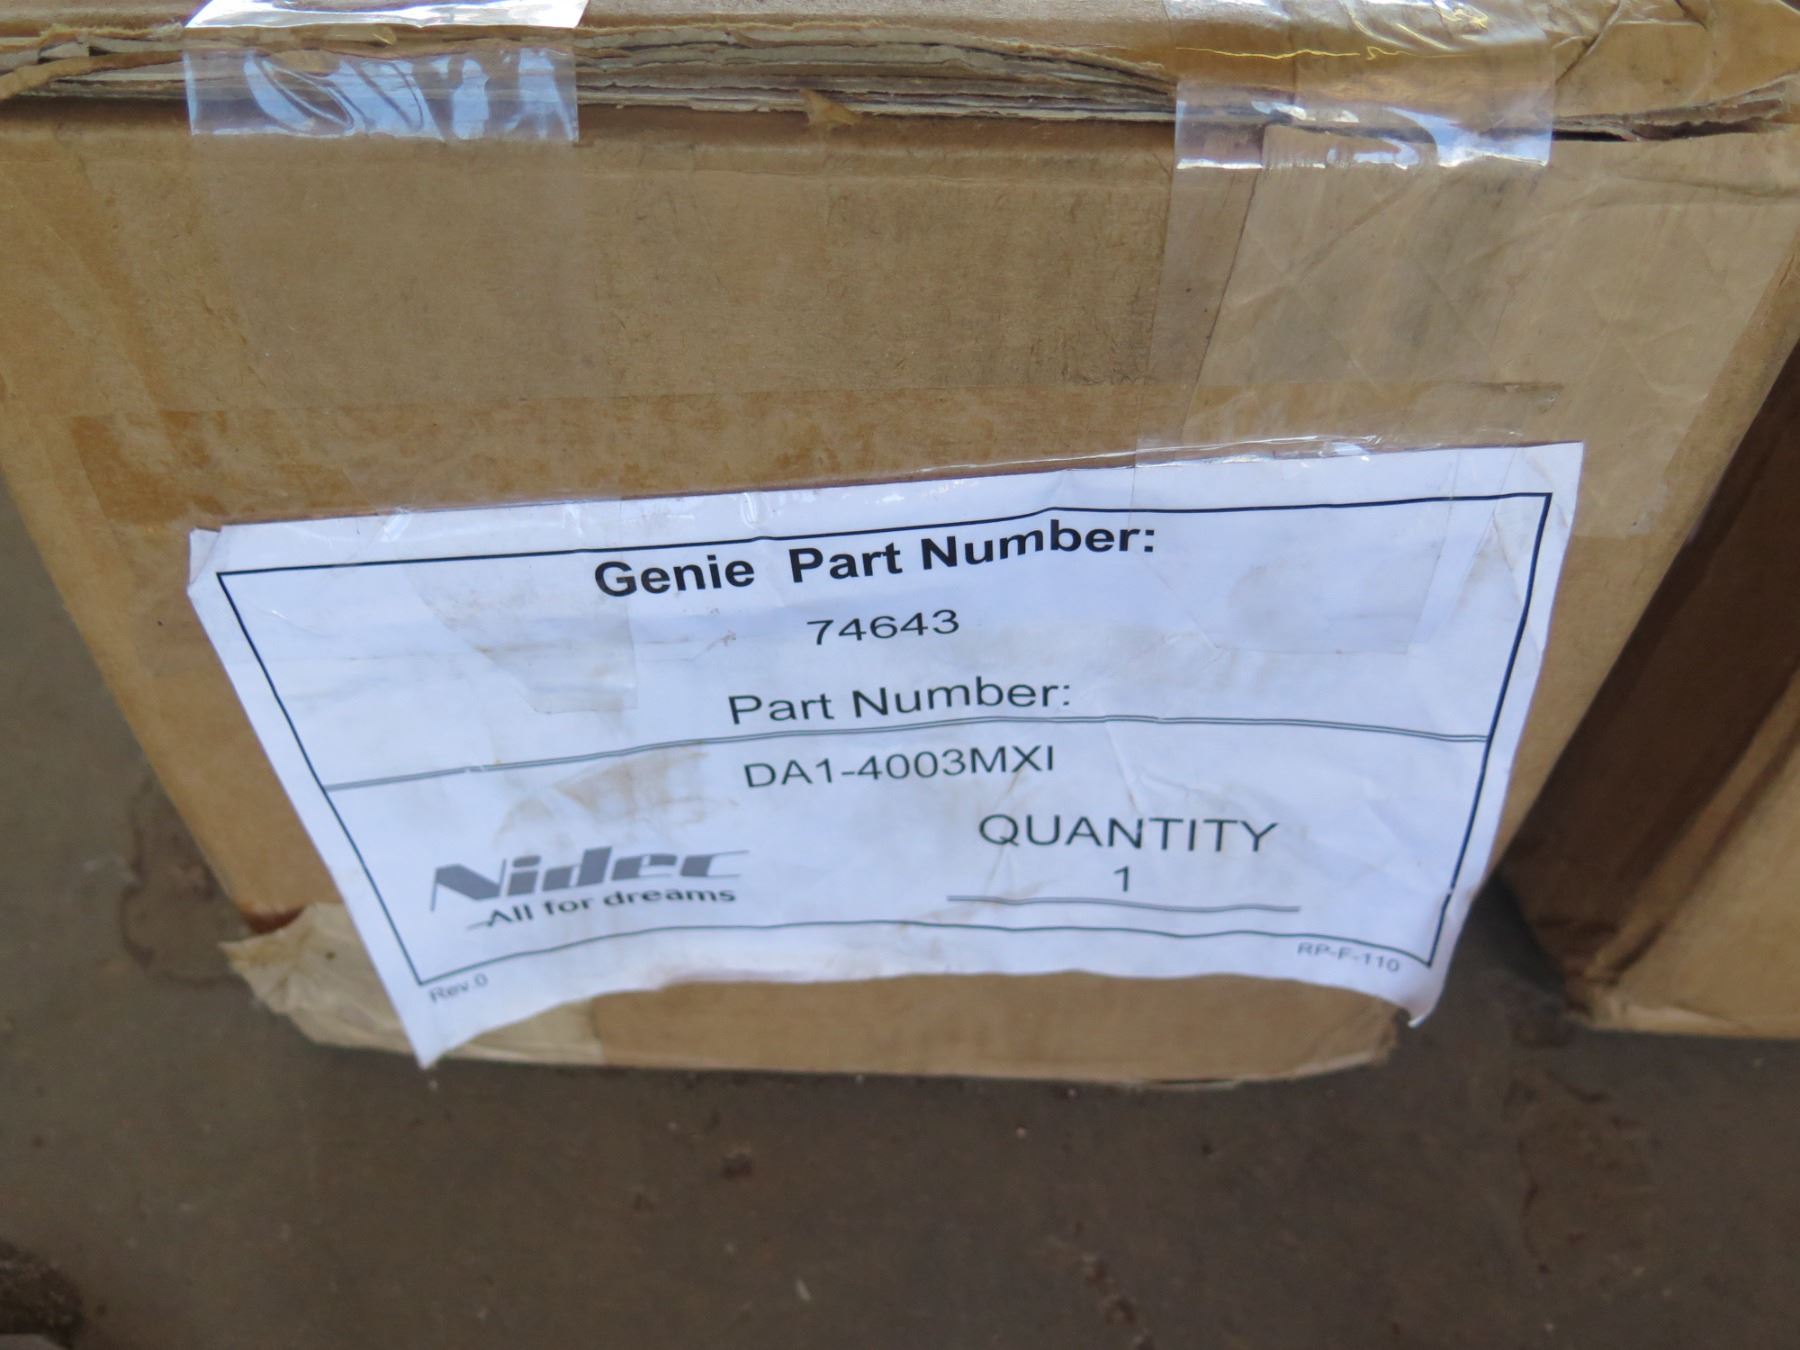 Genie Part Number:
74643
Part Number:
DA1-4003MXI
QUANTITY
1
Nidec
All for dreams
Rev.0
RP-F-110